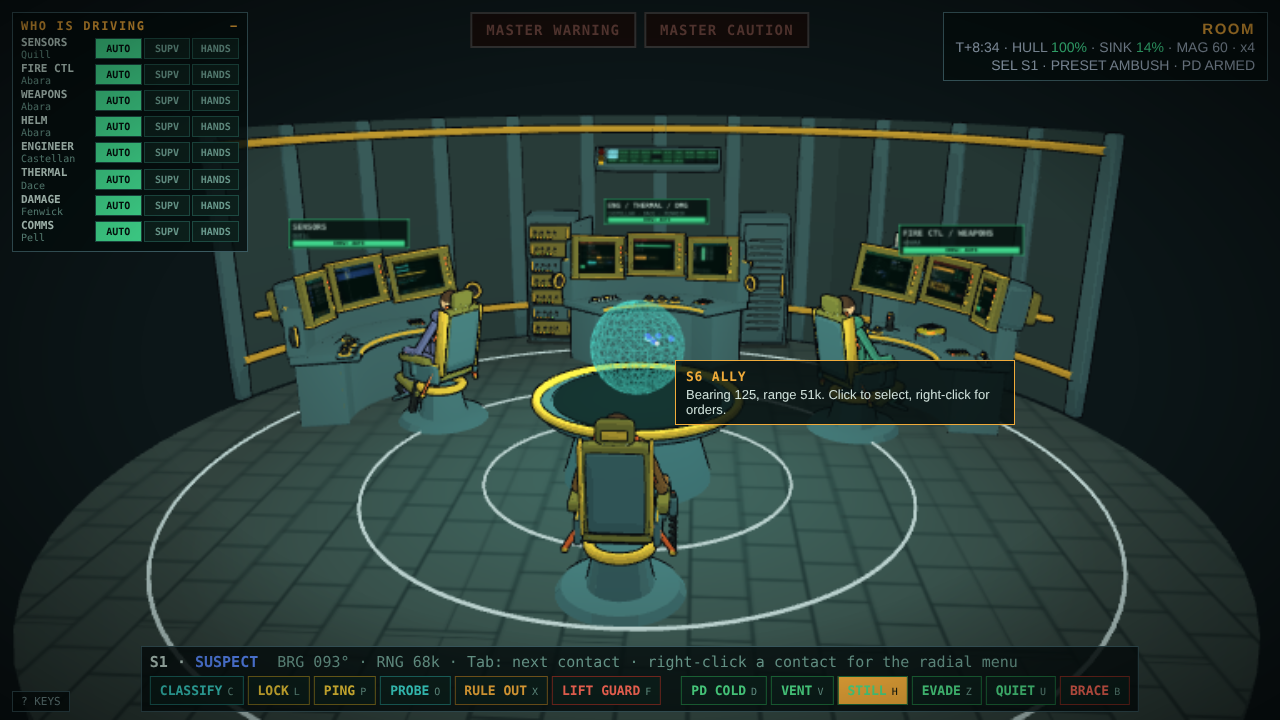 WHO IS DRIVING –
SENSORS
Quill
AUTO SUPV HANDS
FIRE CTL
Abara
AUTO SUPV HANDS
WEAPONS
Abara
AUTO SUPV HANDS
HELM
Abara
AUTO SUPV HANDS
ENGINEER
Castellan
AUTO SUPV HANDS
THERMAL
Dace
AUTO SUPV HANDS
DAMAGE
Fenwick
AUTO SUPV HANDS
COMMS
Pell
AUTO SUPV HANDS
MASTER WARNING
MASTER CAUTION
ROOM
T+8:34 · HULL 100% · SINK 14% · MAG 60 · x4
SEL S1 · PRESET AMBUSH · PD ARMED
SENSORS
ENG / THERMAL / DMG
FIRE CTL / WEAPONS
S6 ALLY
Bearing 125, range 51k. Click to select, right-click for
orders.
S1 · SUSPECT BRG 093° · RNG 68k · Tab: next contact · right-click a contact for the radial menu
CLASSIFY C LOCK L PING P PROBE O RULE OUT X LIFT GUARD F PD COLD D VENT V STILL H EVADE Z QUIET U BRACE B
? KEYS